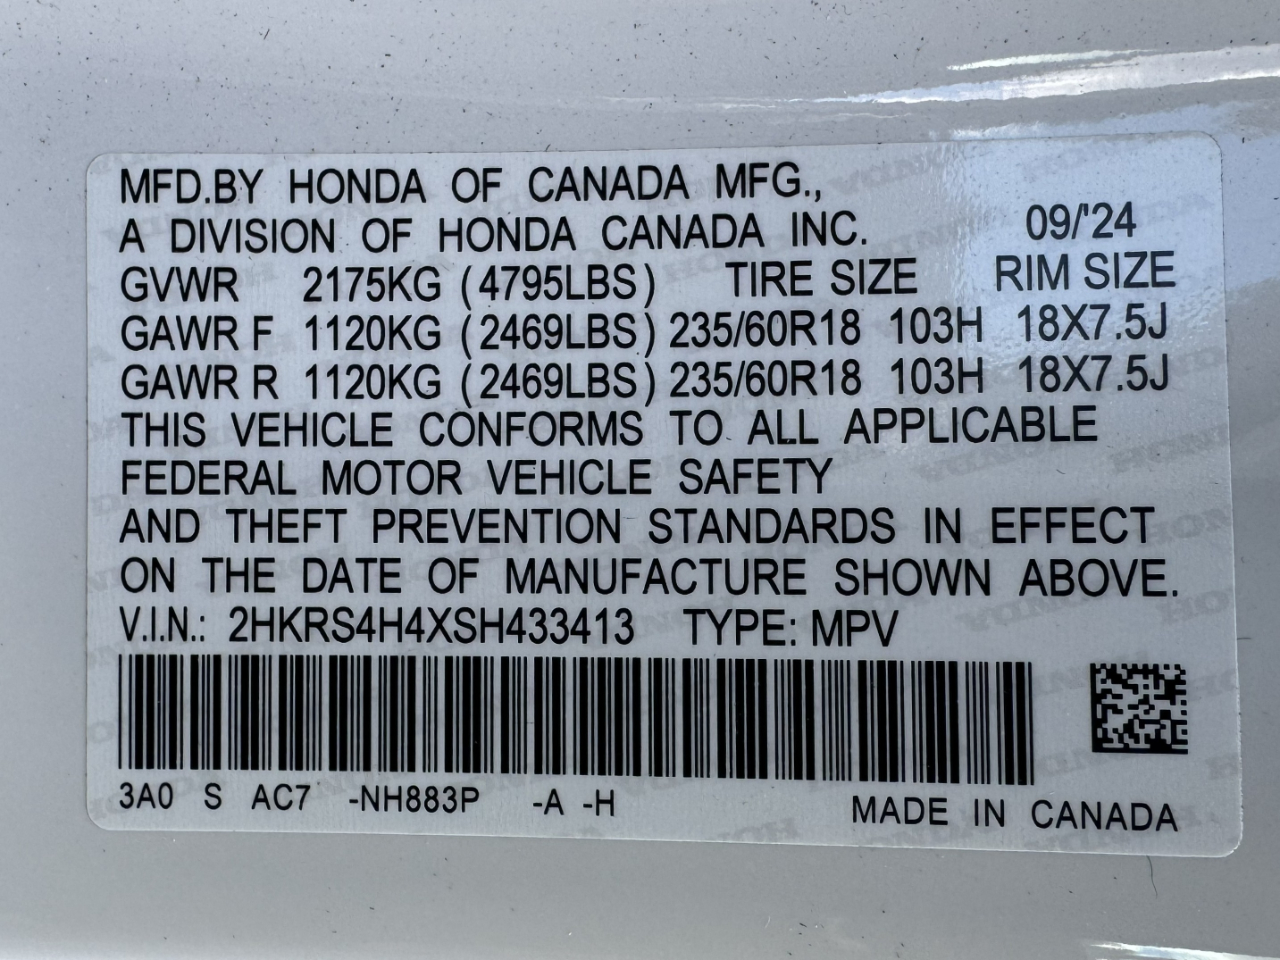 MFD.BY HONDA OF CANADA MFG.,
A DIVISION OF HONDA CANADA INC. 09/'24
GVWR 2175KG (4795LBS) TIRE SIZE RIM SIZE
GAWR F 1120KG (2469LBS) 235/60R18 103H 18X7.5J
GAWR R 1120KG (2469LBS) 235/60R18 103H 18X7.5J
THIS VEHICLE CONFORMS TO ALL APPLICABLE
FEDERAL MOTOR VEHICLE SAFETY
AND THEFT PREVENTION STANDARDS IN EFFECT
ON THE DATE OF MANUFACTURE SHOWN ABOVE.
V.I.N.: 2HKRS4H4XSH433413 TYPE: MPV
3A0 S AC7 -NH883P -A -H MADE IN CANADA